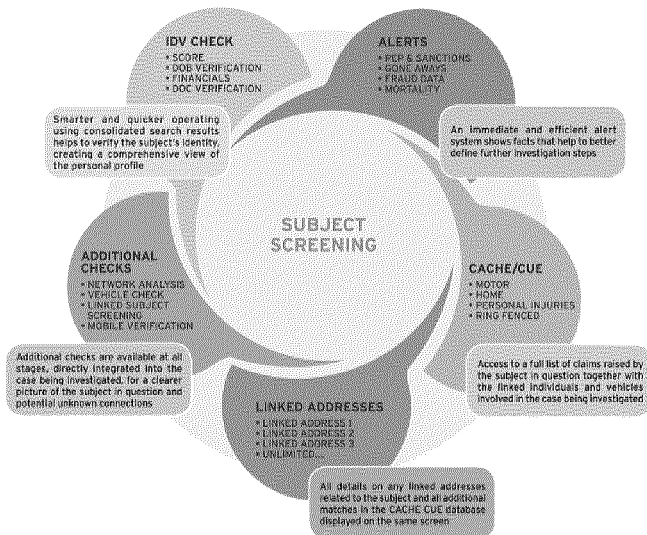 IDV CHECK
• SCORE
• DOB VERIFICATION
• FINANCIALS
• DOC VERIFICATION
Smarter and quicker operating
using consolidated search results
helps to verify the subject's identity,
creating a comprehensive view of
the personal profile
ALERTS
• PEP & SANCTIONS
• GONE AWAYS
• FRAUD DATA
• MORTALITY
An immediate and efficient alert
system shows facts that help to better
define further investigation steps
SUBJECT
SCREENING
ADDITIONAL
CHECKS
• NETWORK ANALYSIS
• VEHICLE CHECK
• LINKED SUBJECT
SCREENING
• MOBILE VERIFICATION
Additional checks are available at all
stages, directly integrated into the
case being investigated, for a clearer
picture of the subject in question and
potential unknown connections
CACHE/CUE
• MOTOR
• HOME
• PERSONAL INJURIES
• RING FENCED
Access to a full list of claims raised by
the subject in question together with
the linked individuals and vehicles
involved in the case being investigated
LINKED ADDRESSES
• LINKED ADDRESS 1
• LINKED ADDRESS 2
• LINKED ADDRESS 3
• UNLIMITED...
All details on any linked addresses
related to the subject and all additional
matches in the CACHE CUE database
displayed on the same screen